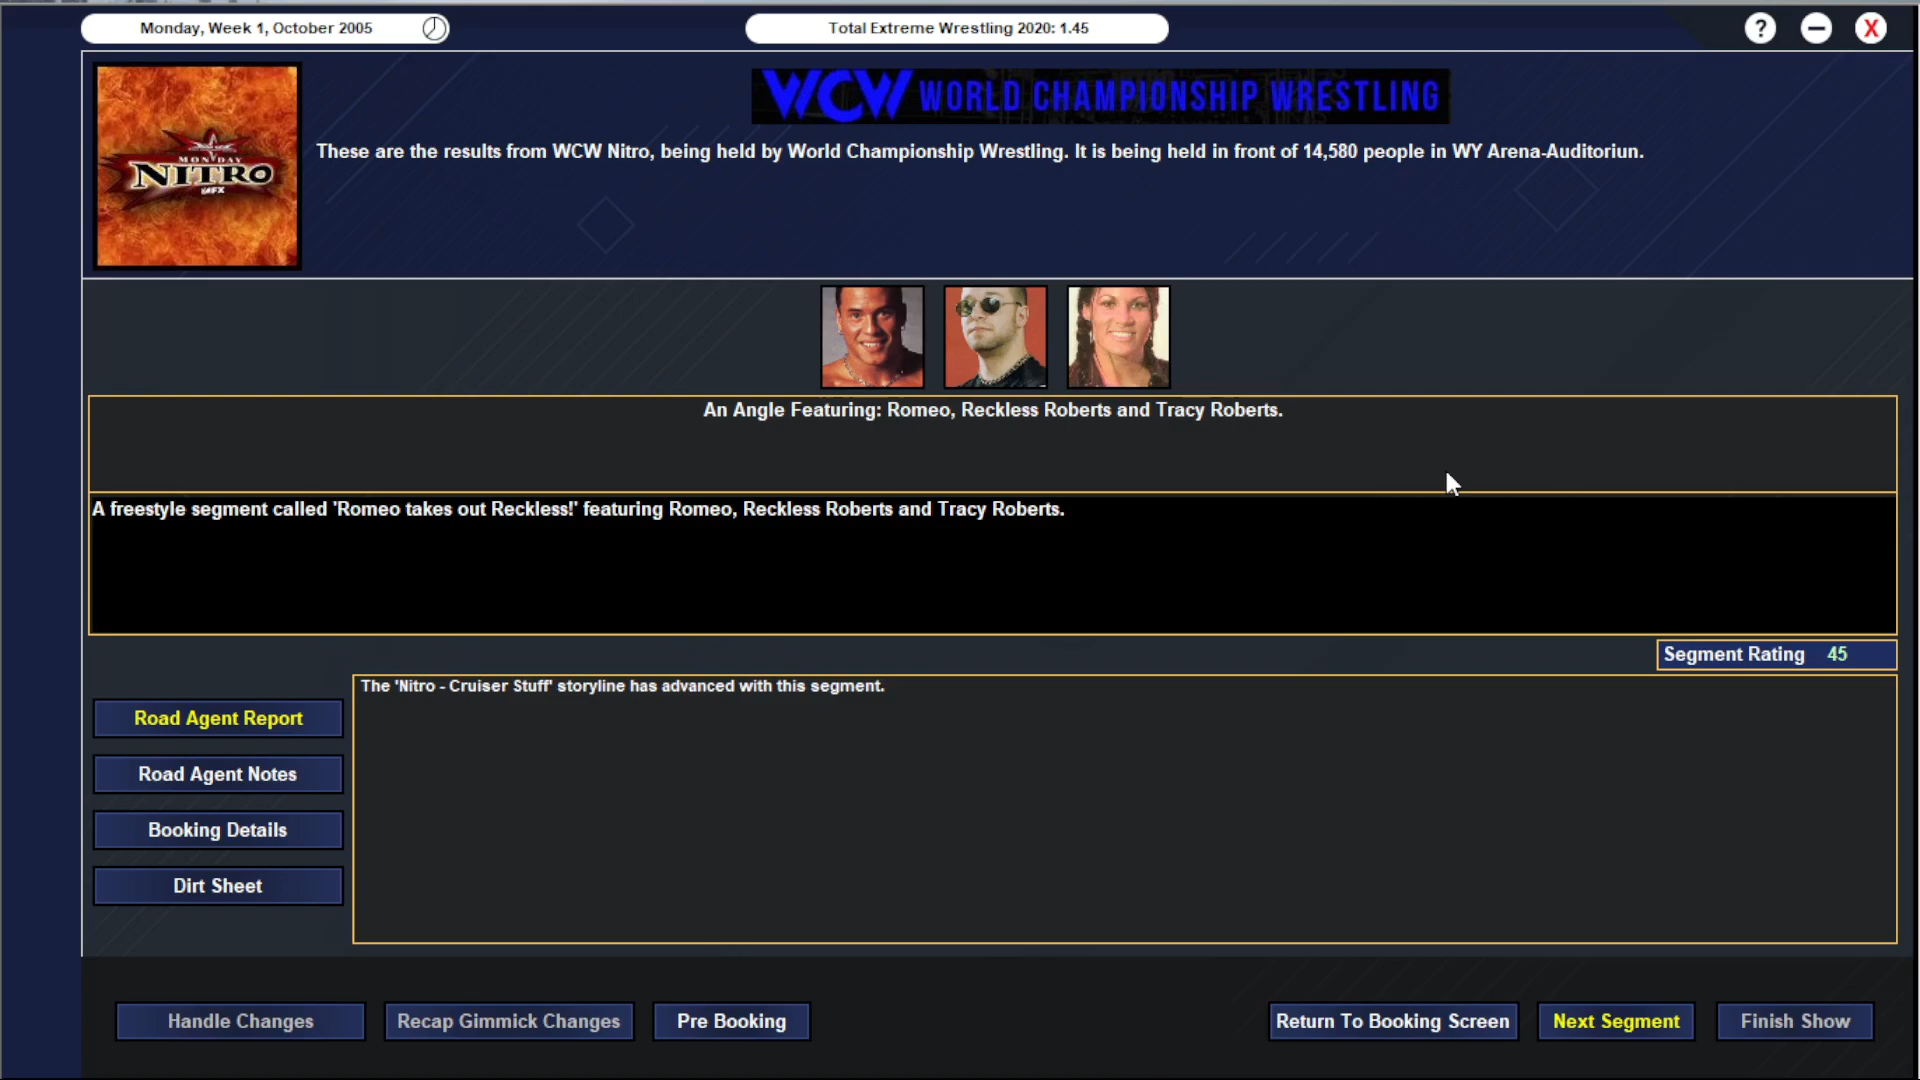 Monday, Week 1, October 2005
Total Extreme Wrestling 2020: 1.45
?
X
WCW WORLD CHAMPIONSHIP WRESTLING
MONDAY
NITRO
These are the results from WCW Nitro, being held by World Championship Wrestling. It is being held in front of 14,580 people in WY Arena-Auditoriun.
An Angle Featuring: Romeo, Reckless Roberts and Tracy Roberts.
A freestyle segment called 'Romeo takes out Reckless!' featuring Romeo, Reckless Roberts and Tracy Roberts.
Segment Rating 45
The 'Nitro - Cruiser Stuff' storyline has advanced with this segment.
Road Agent Report
Road Agent Notes
Booking Details
Dirt Sheet
Handle Changes
Recap Gimmick Changes
Pre Booking
Return To Booking Screen
Next Segment
Finish Show